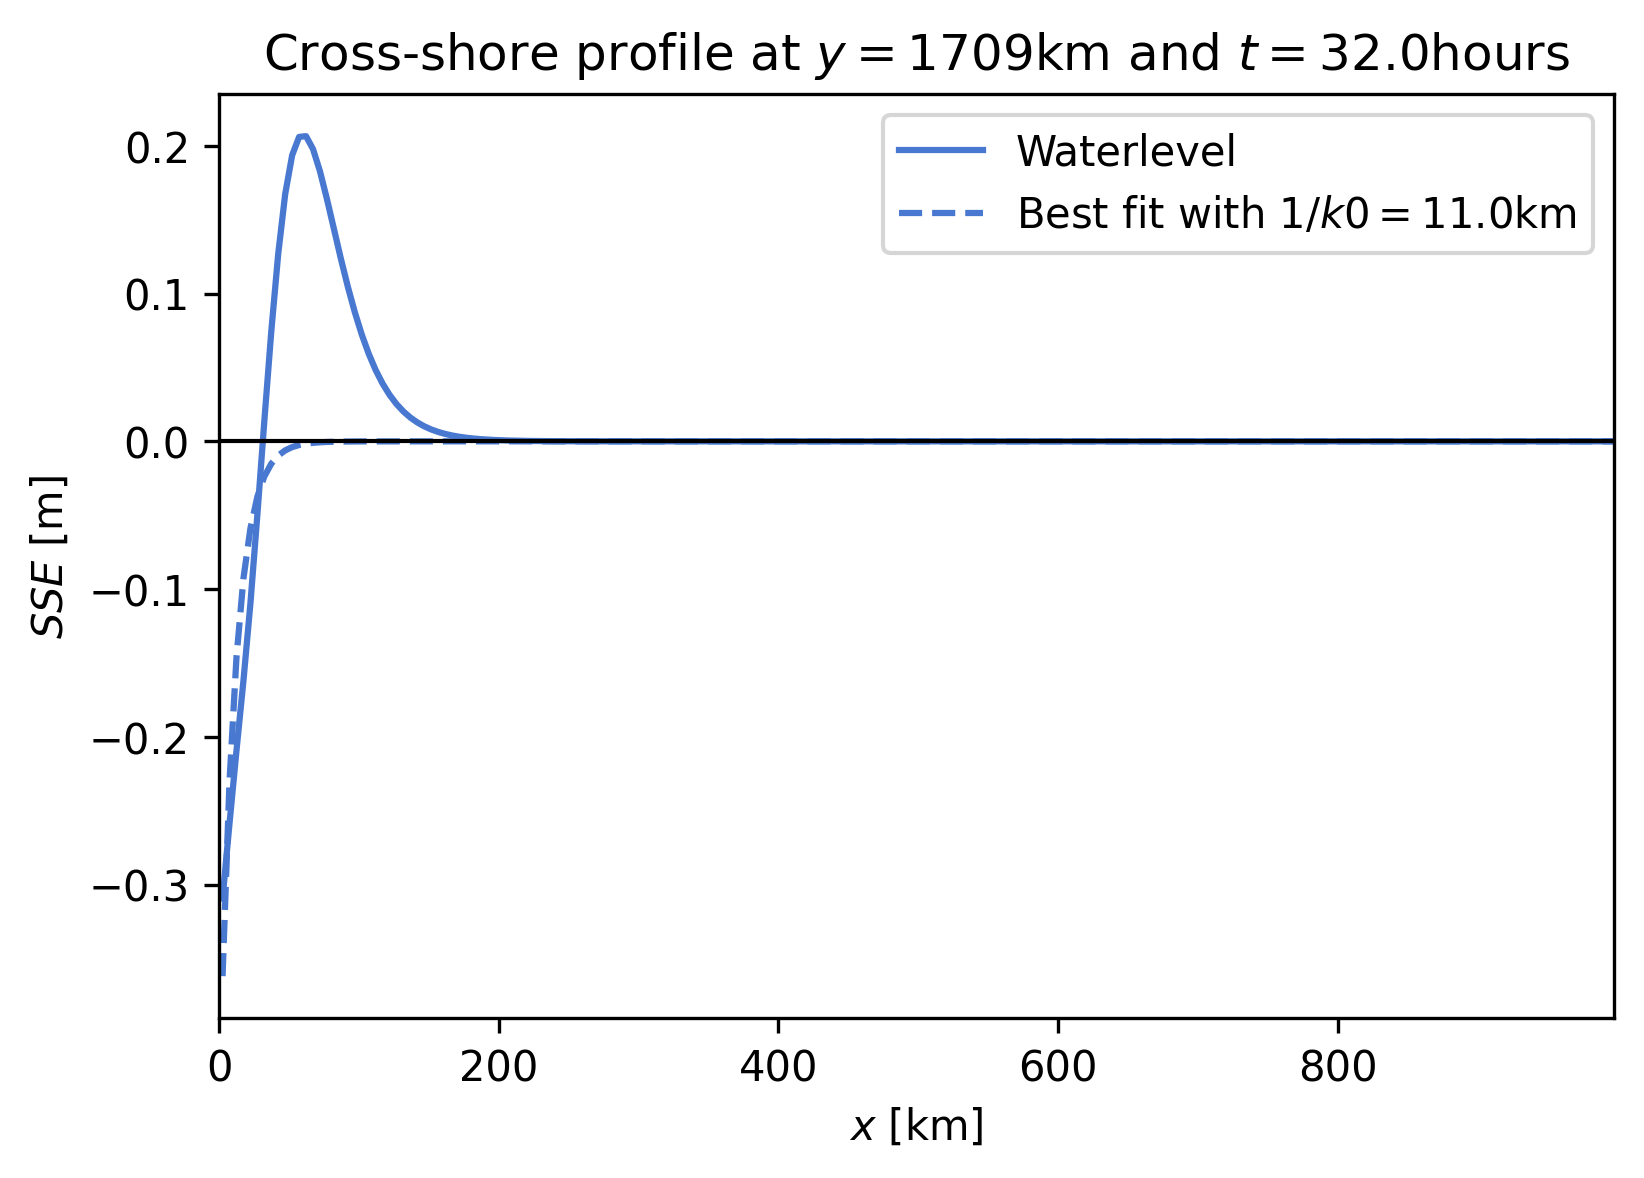 Cross-shore profile at y = 1709km and t = 32.0hours
Waterlevel
Best fit with 1/k0 = 11.0km
0.2
0.1
0.0
−0.1
−0.2
−0.3
SSE [m]
0 200 400 600 800
x [km]